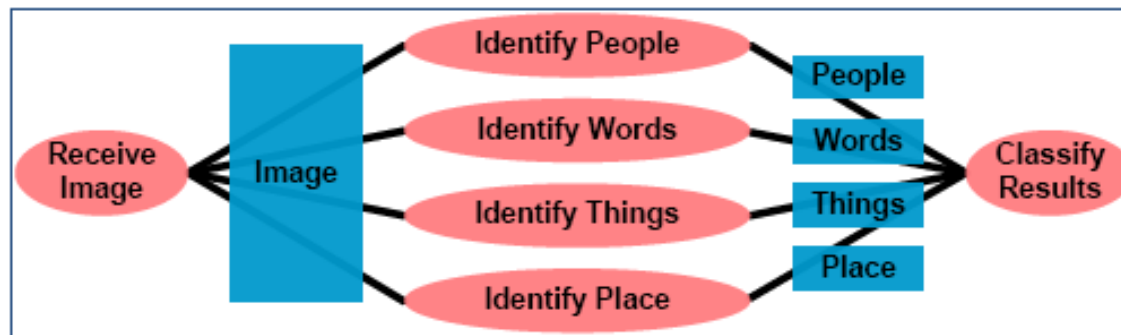 Receive
Image
Image
Identify People
Identify Words
Identify Things
Identify Place
People
Words
Things
Place
Classify
Results